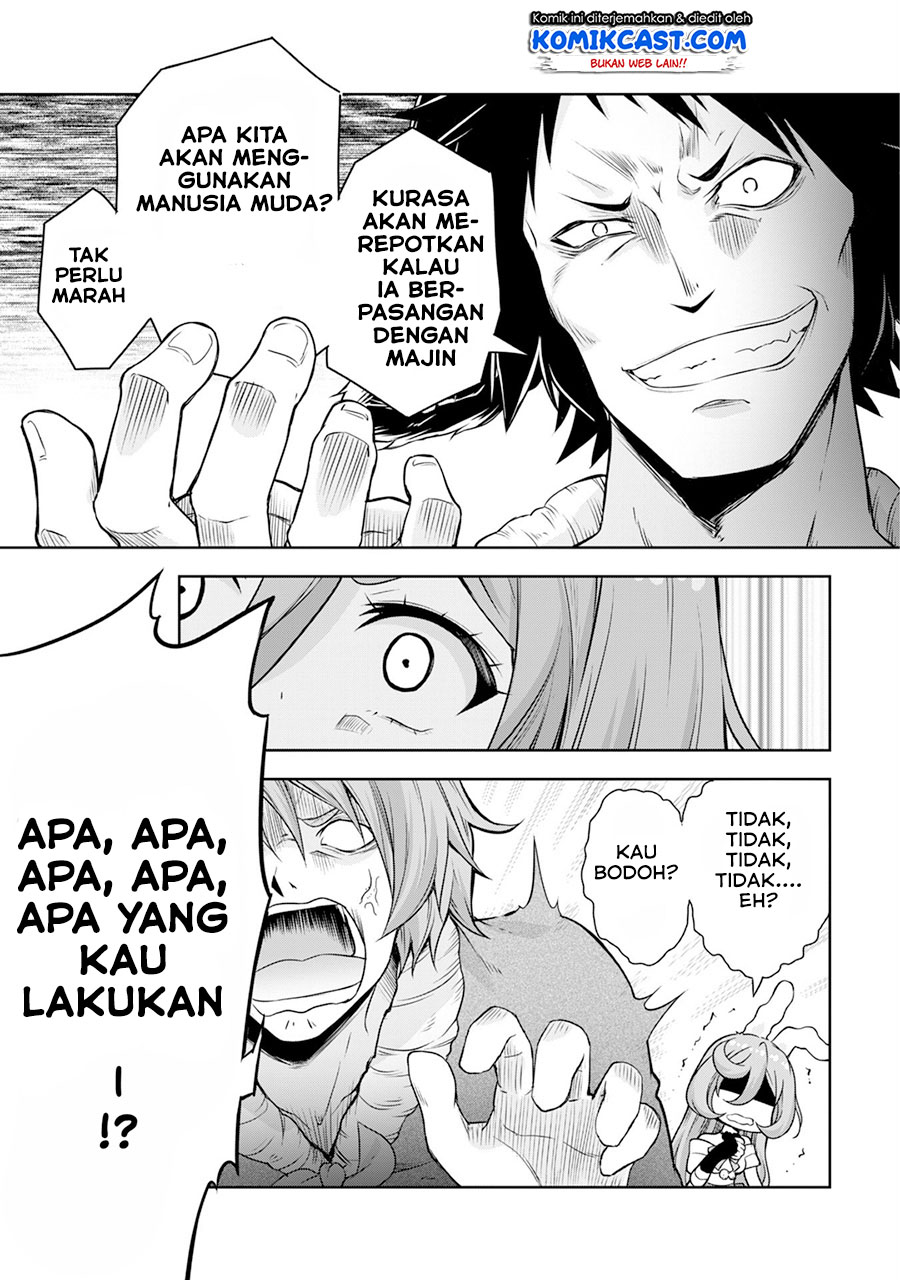 Komik ini diterjemahkan & diedit oleh
KOMIKCAST.COM
BUKAN WEB LAIN!!
KURASA
AKAN ME-
REPOTKAN
KALAU
IA BER-
PASANGAN
DENGAN
MAJIN
APA KITA
AKAN MENG-
GUNAKAN
MANUSIA MUDA?
TAK
PERLU
MARAH
TIDAK,
TIDAK,
TIDAK,
TIDAK....
EH?
KAU
BODOH?
APA, APA,
APA, APA,
APA YANG
KAU
LAKUKAN
I
!?